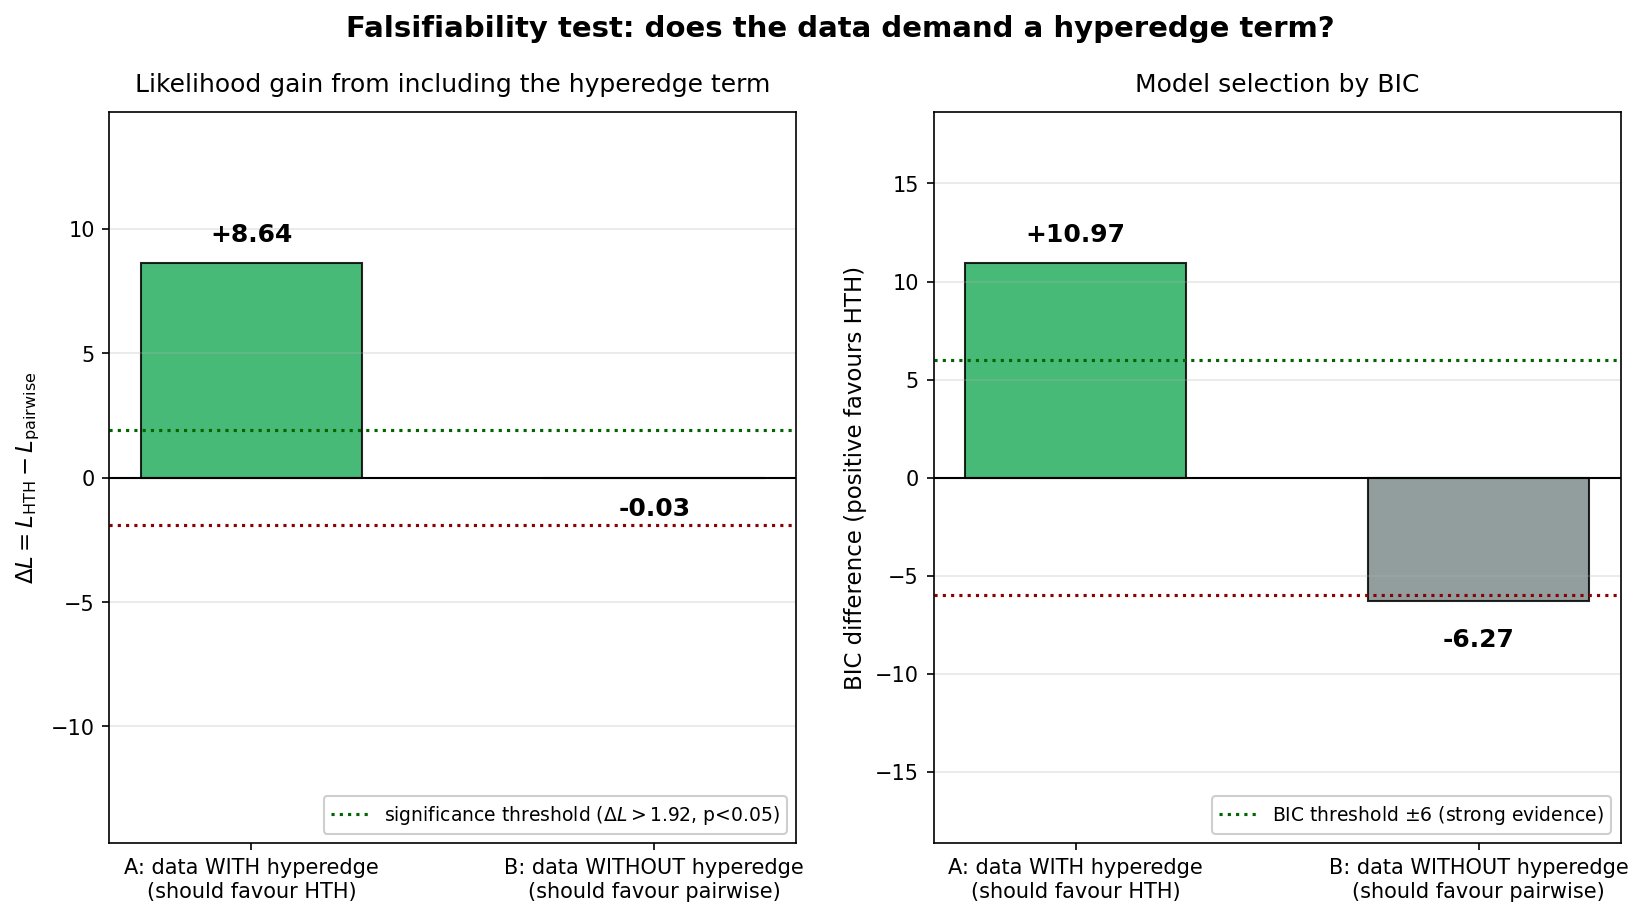 Falsifiability test: does the data demand a hyperedge term?
Likelihood gain from including the hyperedge term
ΔL = L_HTH − L_pairwise
10
5
0
−5
−10
+8.64
-0.03
significance threshold (ΔL > 1.92, p<0.05)
A: data WITH hyperedge
(should favour HTH)
B: data WITHOUT hyperedge
(should favour pairwise)
Model selection by BIC
BIC difference (positive favours HTH)
15
10
5
0
−5
−10
−15
+10.97
-6.27
BIC threshold ±6 (strong evidence)
A: data WITH hyperedge
(should favour HTH)
B: data WITHOUT hyperedge
(should favour pairwise)